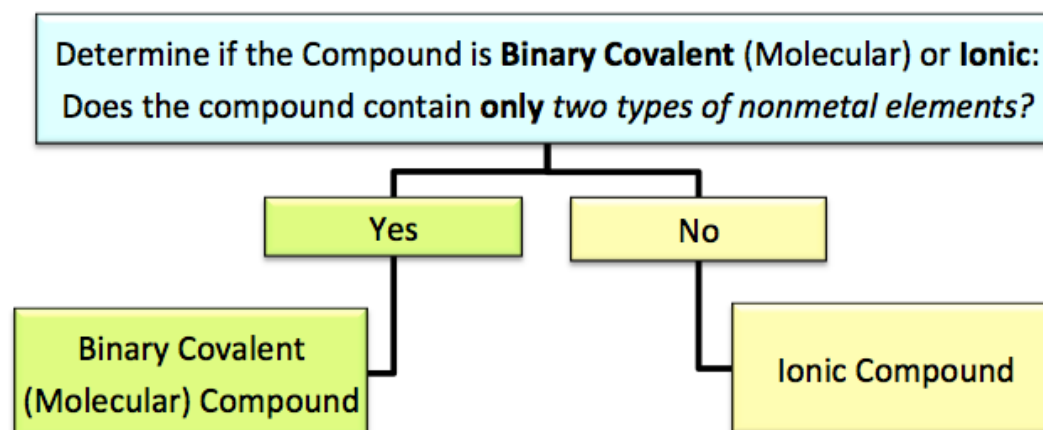 Determine if the Compound is Binary Covalent (Molecular) or Ionic:
Does the compound contain only two types of nonmetal elements?
Yes
No
Binary Covalent
(Molecular) Compound
Ionic Compound